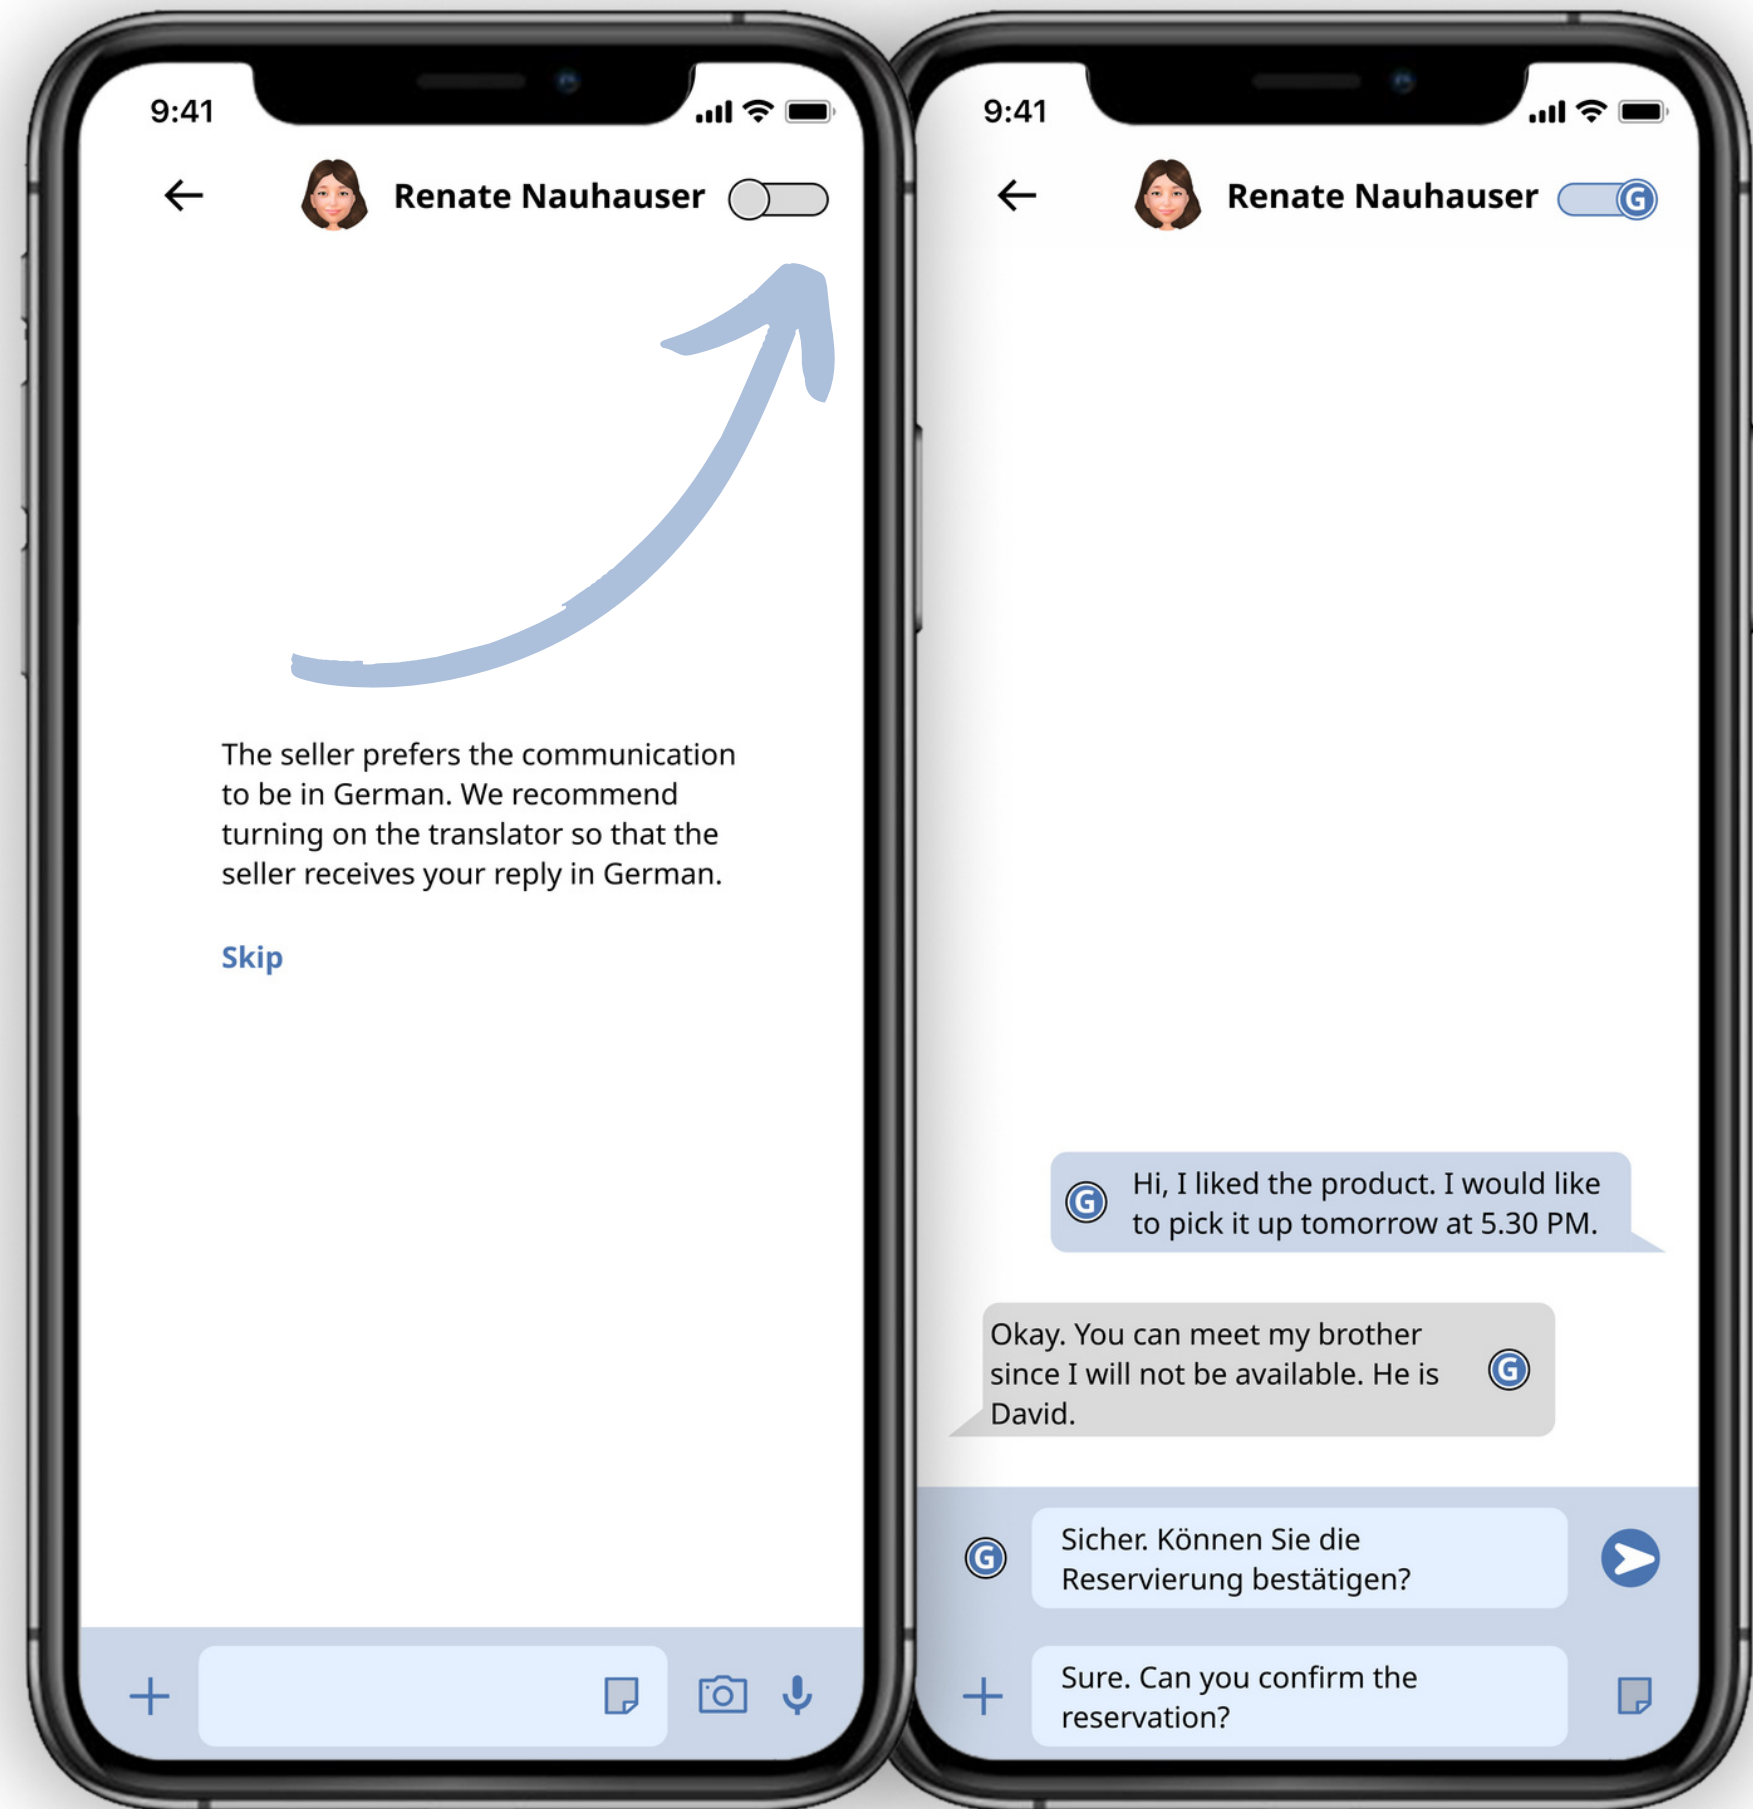 9:41
Renate Nauhauser
The seller prefers the communication
to be in German. We recommend
turning on the translator so that the
seller receives your reply in German.
Skip
9:41
Renate Nauhauser
G
G
Hi, I liked the product. I would like
to pick it up tomorrow at 5.30 PM.
Okay. You can meet my brother
since I will not be available. He is
David.
G
G
Sicher. Können Sie die
Reservierung bestätigen?
Sure. Can you confirm the
reservation?